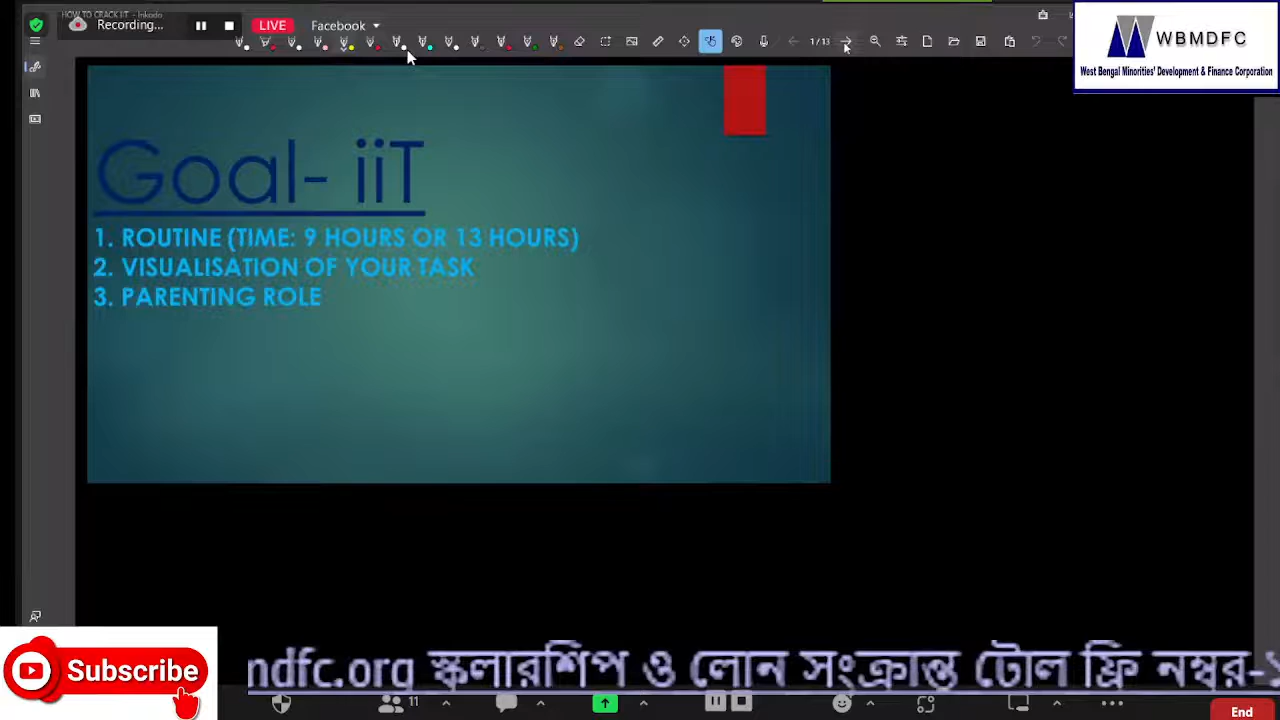 HOW TO CRACK IIT - Inkodo
Recording...
LIVE
Facebook
1/13
WBMDFC
West Bengal Minorities' Development & Finance Corporation
Goal- iiT
1. ROUTINE (TIME: 9 HOURS OR 13 HOURS)
2. VISUALISATION OF YOUR TASK
3. PARENTING ROLE
Subscribe
ndfc.org স্কলারশিপ ও লোন সংক্রান্ত টোল ফ্রি নম্বর-১
11
End